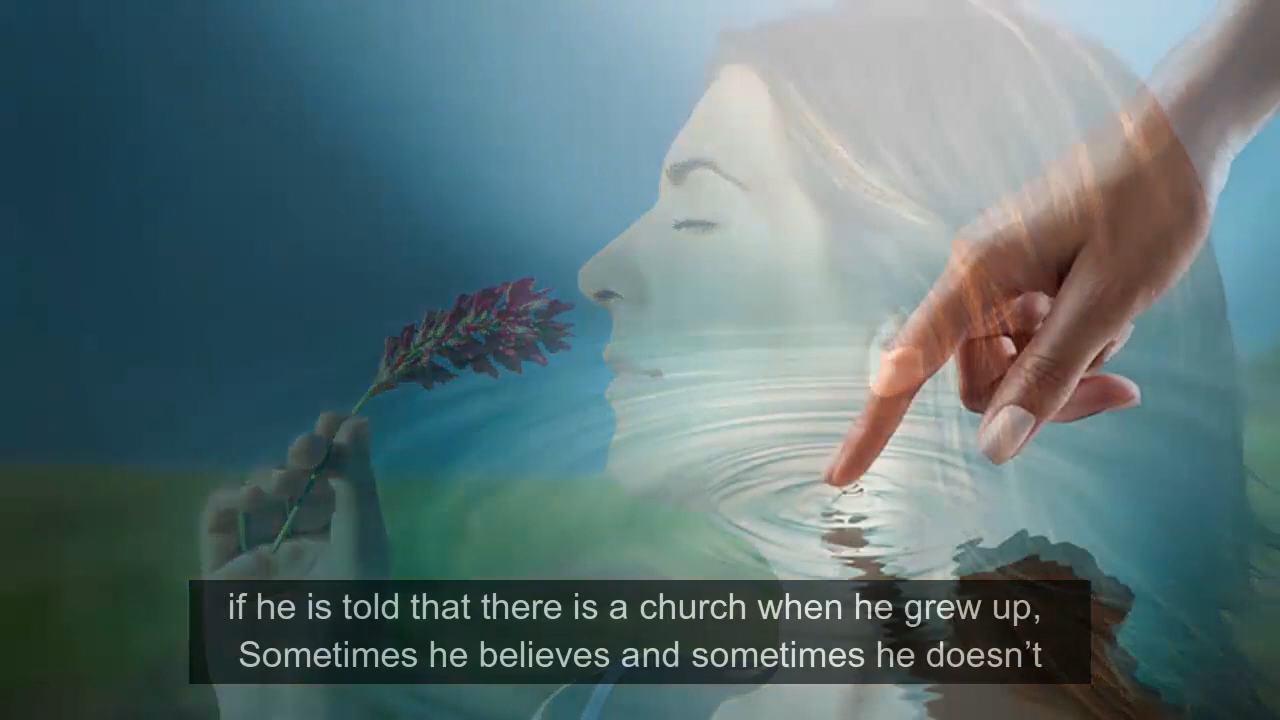 if he is told that there is a church when he grew up,
Sometimes he believes and sometimes he doesn’t